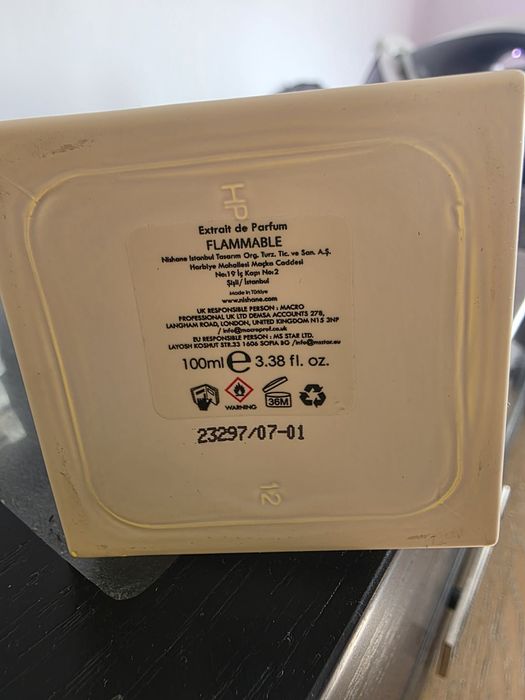 HP
Extrait de Parfum
FLAMMABLE
Nishane Istanbul Tasarım Org. Turz. Tic. ve San. A.Ş.
Harbiye Mahallesi Maçka Caddesi
No:19 İç Kapı No:2
Şişli/ İstanbul
Made in Türkiye
www.nishane.com
UK RESPONSIBLE PERSON : MACRO
PROFESSIONAL UK LTD DEMSA ACCOUNTS 278,
LANGHAM ROAD, LONDON, UNITED KINGDOM N15 3NP
/ info@macroprof.co.uk
EU RESPONSIBLE PERSON : MS STAR LTD.
LAYOSH KOSHUT STR.33 1606 SOFIA BG /info@msstar.eu
100ml e 3.38 fl. oz.
WARNING 36M
23297/07-01
12